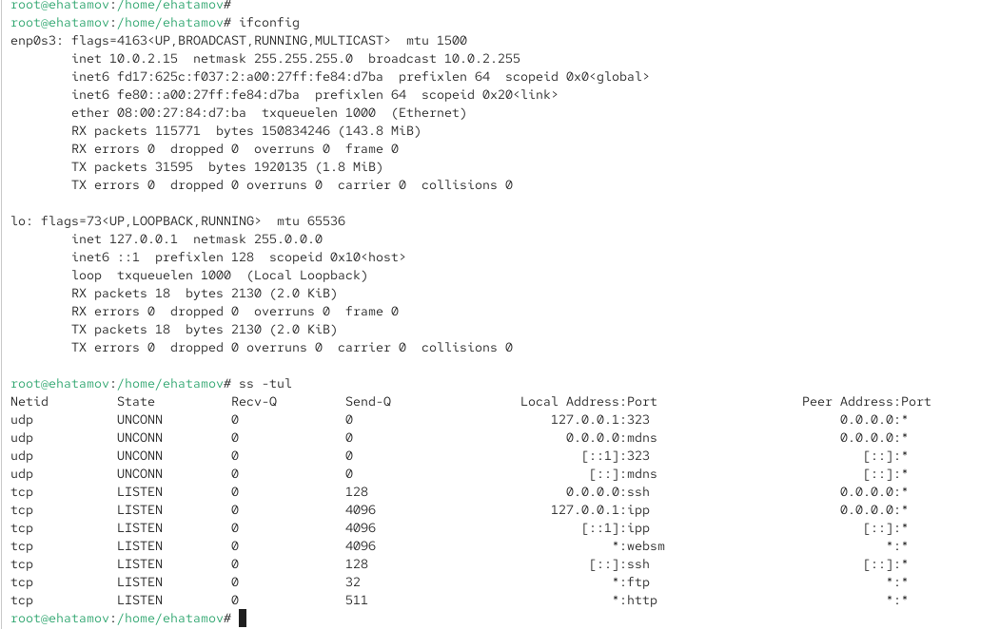 root@ehatamov:/home/ehatamov#
root@ehatamov:/home/ehatamov# ifconfig
enp0s3: flags=4163<UP,BROADCAST,RUNNING,MULTICAST>  mtu 1500
        inet 10.0.2.15  netmask 255.255.255.0  broadcast 10.0.2.255
        inet6 fd17:625c:f037:2:a00:27ff:fe84:d7ba  prefixlen 64  scopeid 0x0<global>
        inet6 fe80::a00:27ff:fe84:d7ba  prefixlen 64  scopeid 0x20<link>
        ether 08:00:27:84:d7:ba  txqueuelen 1000  (Ethernet)
        RX packets 115771  bytes 150834246 (143.8 MiB)
        RX errors 0  dropped 0  overruns 0  frame 0
        TX packets 31595  bytes 1920135 (1.8 MiB)
        TX errors 0  dropped 0 overruns 0  carrier 0  collisions 0

lo: flags=73<UP,LOOPBACK,RUNNING>  mtu 65536
        inet 127.0.0.1  netmask 255.0.0.0
        inet6 ::1  prefixlen 128  scopeid 0x10<host>
        loop  txqueuelen 1000  (Local Loopback)
        RX packets 18  bytes 2130 (2.0 KiB)
        RX errors 0  dropped 0  overruns 0  frame 0
        TX packets 18  bytes 2130 (2.0 KiB)
        TX errors 0  dropped 0 overruns 0  carrier 0  collisions 0

root@ehatamov:/home/ehatamov# ss -tul
Netid         State          Recv-Q         Send-Q                 Local Address:Port                   Peer Address:Port
udp           UNCONN         0              0                          127.0.0.1:323                         0.0.0.0:*
udp           UNCONN         0              0                            0.0.0.0:mdns                        0.0.0.0:*
udp           UNCONN         0              0                              [::1]:323                            [::]:*
udp           UNCONN         0              0                               [::]:mdns                           [::]:*
tcp           LISTEN         0              128                          0.0.0.0:ssh                         0.0.0.0:*
tcp           LISTEN         0              4096                       127.0.0.1:ipp                         0.0.0.0:*
tcp           LISTEN         0              4096                           [::1]:ipp                            [::]:*
tcp           LISTEN         0              4096                               *:websm                             *:*
tcp           LISTEN         0              128                             [::]:ssh                            [::]:*
tcp           LISTEN         0              32                                 *:ftp                               *:*
tcp           LISTEN         0              511                                *:http                              *:*
root@ehatamov:/home/ehatamov#